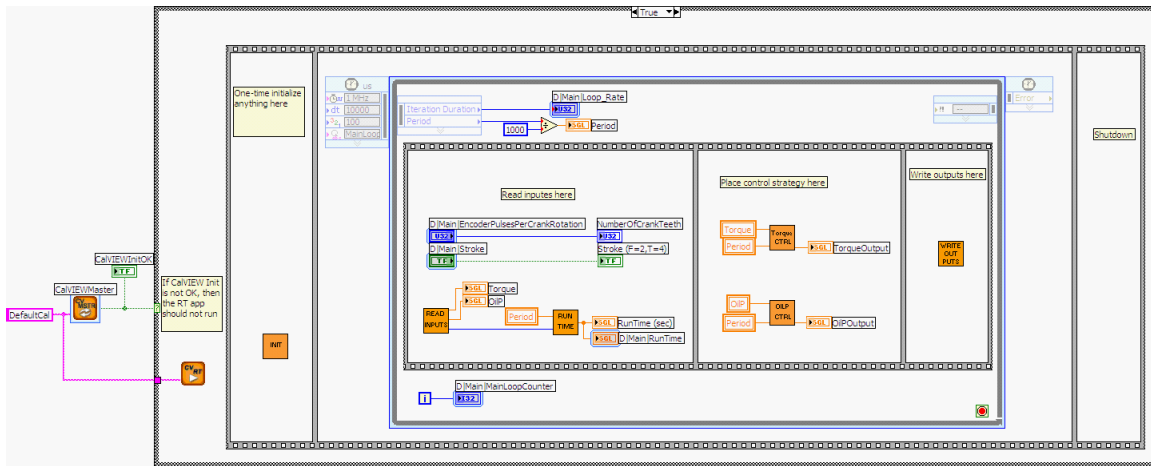 True
One-time initialize
anything here
us
1 MHz
dt
10000
100
MainLoop
Iteration Duration
Period
D|Main|Loop_Rate
U32
1000
SGL
Period
Error
Shutdown
Read inputes here
D|Main|EncoderPulsesPerCrankRotation
U32
NumberOfCrankTeeth
U32
D|Main|Stroke
TF
Stroke (F=2,T=4)
TF
SGL
Torque
SGL
OilP
READ
INPUTS
Period
RUN
TIME
SGL
RunTime (sec)
SGL
D|Main|RunTime
Place control strategy here
Torque
Period
Torque
CTRL
SGL
TorqueOutput
OilP
Period
OILP
CTRL
SGL
OilPOutput
Write outputs here
WRITE
OUT
PUTS
i
D|Main|MainLoopCounter
I32
CalVIEWInitOK
TF
CalVIEWMaster
CV
MSTR
DefaultCal
If CalVIEW Init
is not OK, then
the RT app
should not run
CV
RT
INIT